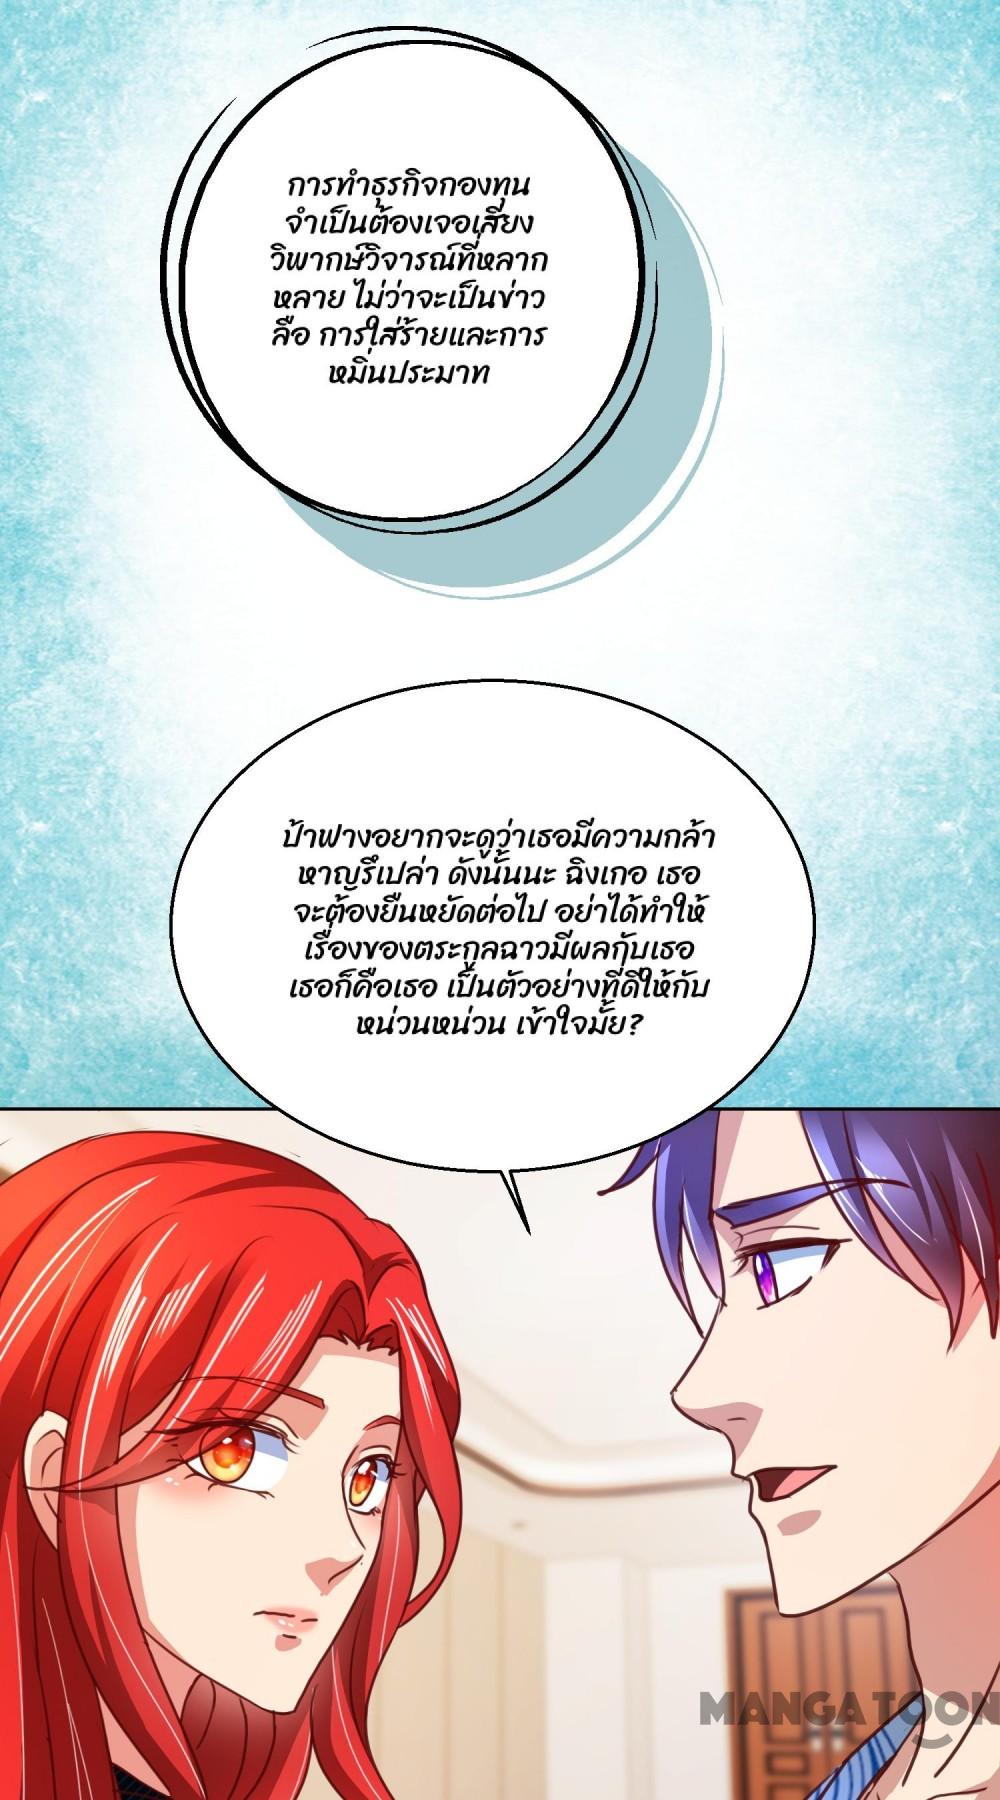 การทำธุรกิจกองทุน
จำเป็นต้องเจอเสียง
วิพากษ์วิจารณ์ที่หลาก
หลาย ไม่ว่าจะเป็นข่าว
ลือ การใส่ร้ายและการ
หมิ่นประมาท
ป้าฟางอยากจะดูว่าเธอมีความกล้า
หาญรึเปล่า ดังนั้นนะ ฉิงเกอ เธอ
จะต้องยืนหยัดต่อไป อย่าได้ทำให้
เรื่องของตระกูลฉาวมีผลกับเธอ
เธอก็คือเธอ เป็นตัวอย่างที่ดีให้กับ
หน่วนหน่วน เข้าใจมั้ย?
MANGATOON